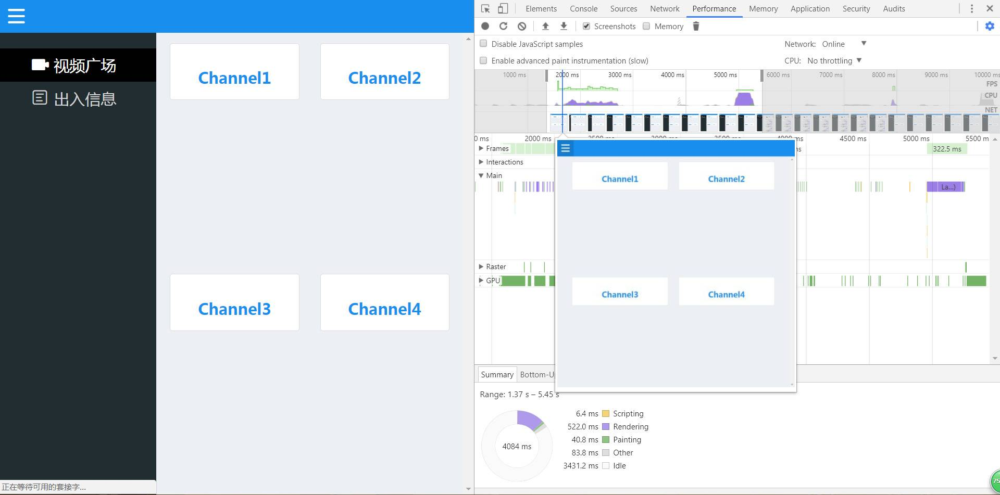 视频广场
出入信息
Channel1
Channel2
Channel3
Channel4
正在等待可用的套接字...
Elements Console Sources Network Performance Memory Application Security Audits
Screenshots Memory
Disable JavaScript samples Network: Online
Enable advanced paint instrumentation (slow) CPU: No throttling
1000 ms 2000 ms 3000 ms 4000 ms 5000 ms 6000 ms 7000 ms 8000 ms 9000 ms 10000 ms
FPS
CPU
NET
0 ms 2000 ms 4500 ms 5000 ms 5500 m
Frames 322.5 ms
Interactions
Main
La...)
Raster
GPU
Channel1 Channel2
Channel3 Channel4
Summary Bottom-U
Range: 1.37 s – 5.45 s
4084 ms
6.4 ms Scripting
522.0 ms Rendering
40.8 ms Painting
83.8 ms Other
3431.2 ms Idle
75